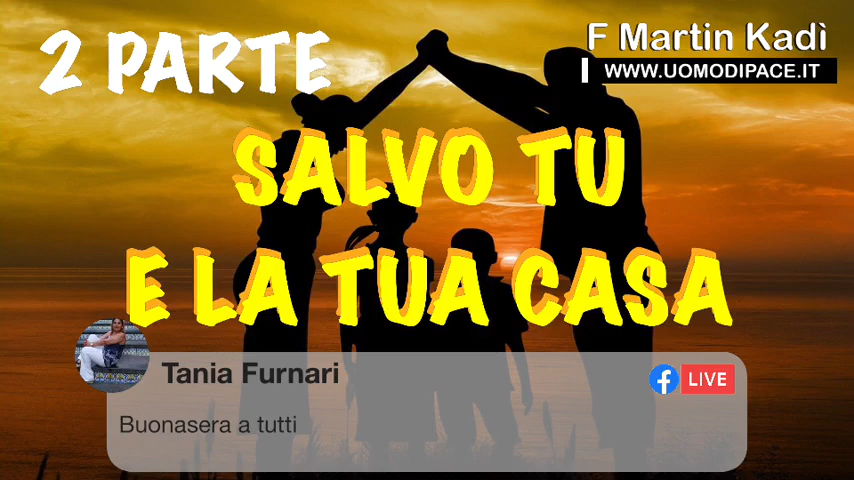 2 PARTE
F Martin Kadì
WWW.UOMODIPACE.IT
SALVO TU
E LA TUA CASA
Tania Furnari
LIVE
Buonasera a tutti